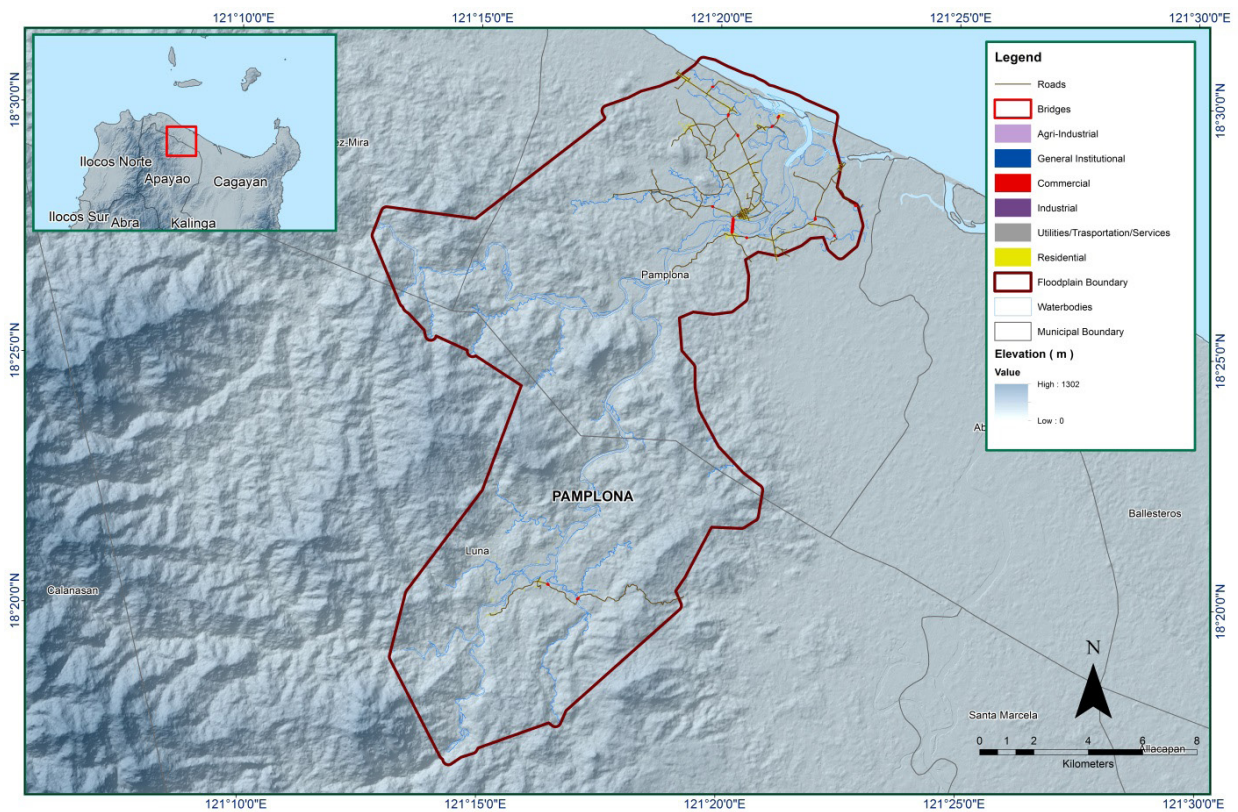 121°10'0"E
121°15'0"E
121°20'0"E
121°25'0"E
121°30'0"E
18°30'0"N
18°30'0"N
18°25'0"N
18°25'0"N
18°20'0"N
18°20'0"N
Ilocos Norte
Apayao
Cagayan
Ilocos Sur
Abra
Kalinga
ez-Mira
Pamplona
PAMPLONA
Luna
Calanasan
Ab
Ballesteros
Santa Marcela
Allacapan
Legend
Roads
Bridges
Agri-Industrial
General Institutional
Commercial
Industrial
Utilities/Trasportation/Services
Residential
Floodplain Boundary
Waterbodies
Municipal Boundary
Elevation ( m )
Value
High : 1302
Low : 0
N
0 1 2 4 6 8
Kilometers
121°10'0"E
121°15'0"E
121°20'0"E
121°25'0"E
121°30'0"E